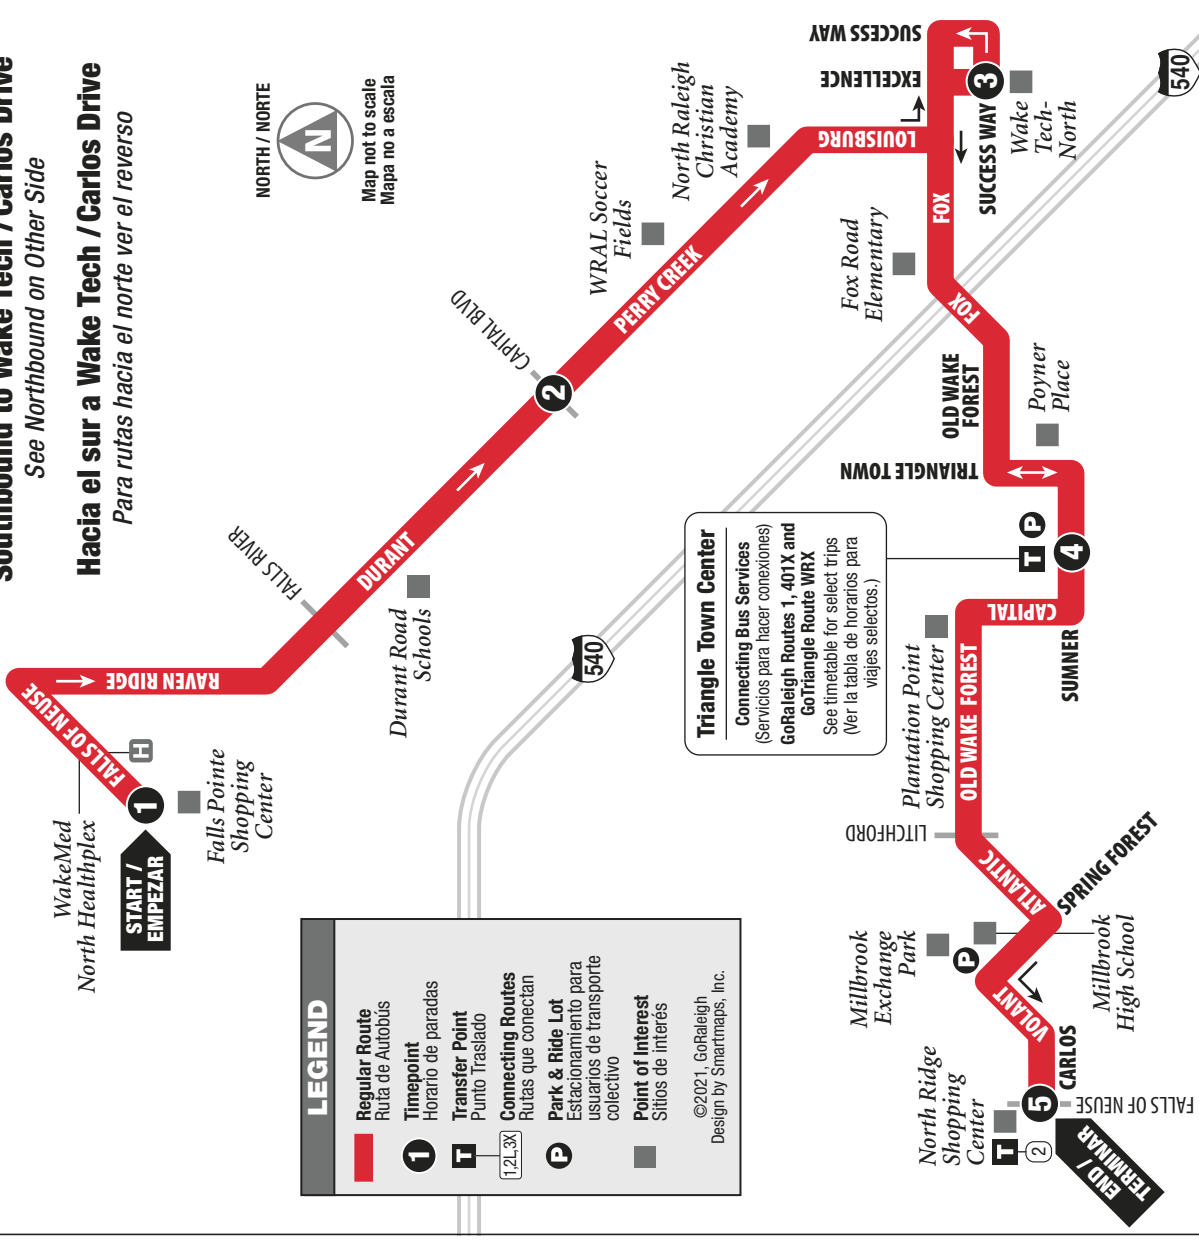 Southbound to Wake Tech / Carlos Drive
See Northbound on Other Side
Hacia el sur a Wake Tech / Carlos Drive
Para rutas hacia el norte ver el reverso
NORTH / NORTE
N
Map not to scale
Mapa no a escala
WakeMed
North Healthplex
H
START /
EMPEZAR
1
FALLS OF NEUSE
Falls Pointe
Shopping
Center
RAVEN RIDGE
FALLS RIVER
DURANT
Durant Road
Schools
CAPITAL BLVD
2
PERRY CREEK
WRAL Soccer
Fields
North Raleigh
Christian
Academy
LOUISBURG
EXCELLENCE
SUCCESS WAY
3
SUCCESS WAY
Wake
Tech-
North
540
540
FOX
Fox Road
Elementary
FOX
OLD WAKE
FOREST
TRIANGLE TOWN
Poyner
Place
T
P
4
SUMNER
CAPITAL
Triangle Town Center
Connecting Bus Services
(Servicios para hacer conexiones)
GoRaleigh Routes 1, 401X and
GoTriangle Route WRX
See timetable for select trips
(Ver la tabla de horarios para
viajes selectos.)
Plantation Point
Shopping Center
OLD WAKE FOREST
LITCHFORD
ATLANTIC
SPRING FOREST
Millbrook
Exchange
Park
P
Millbrook
High School
VOLANT
CARLOS
5
FALLS OF NEUSE
North Ridge
Shopping
Center
T
2
END /
TERMINAR
LEGEND
Regular Route
Ruta de Autobús
1
Timepoint
Horario de paradas
T
Transfer Point
Punto Traslado
1,2L,3X
Connecting Routes
Rutas que conectan
P
Park & Ride Lot
Estacionamiento para
usuarios de transporte
colectivo
Point of Interest
Sitios de interés
©2021, GoRaleigh
Design by Smartmaps, Inc.